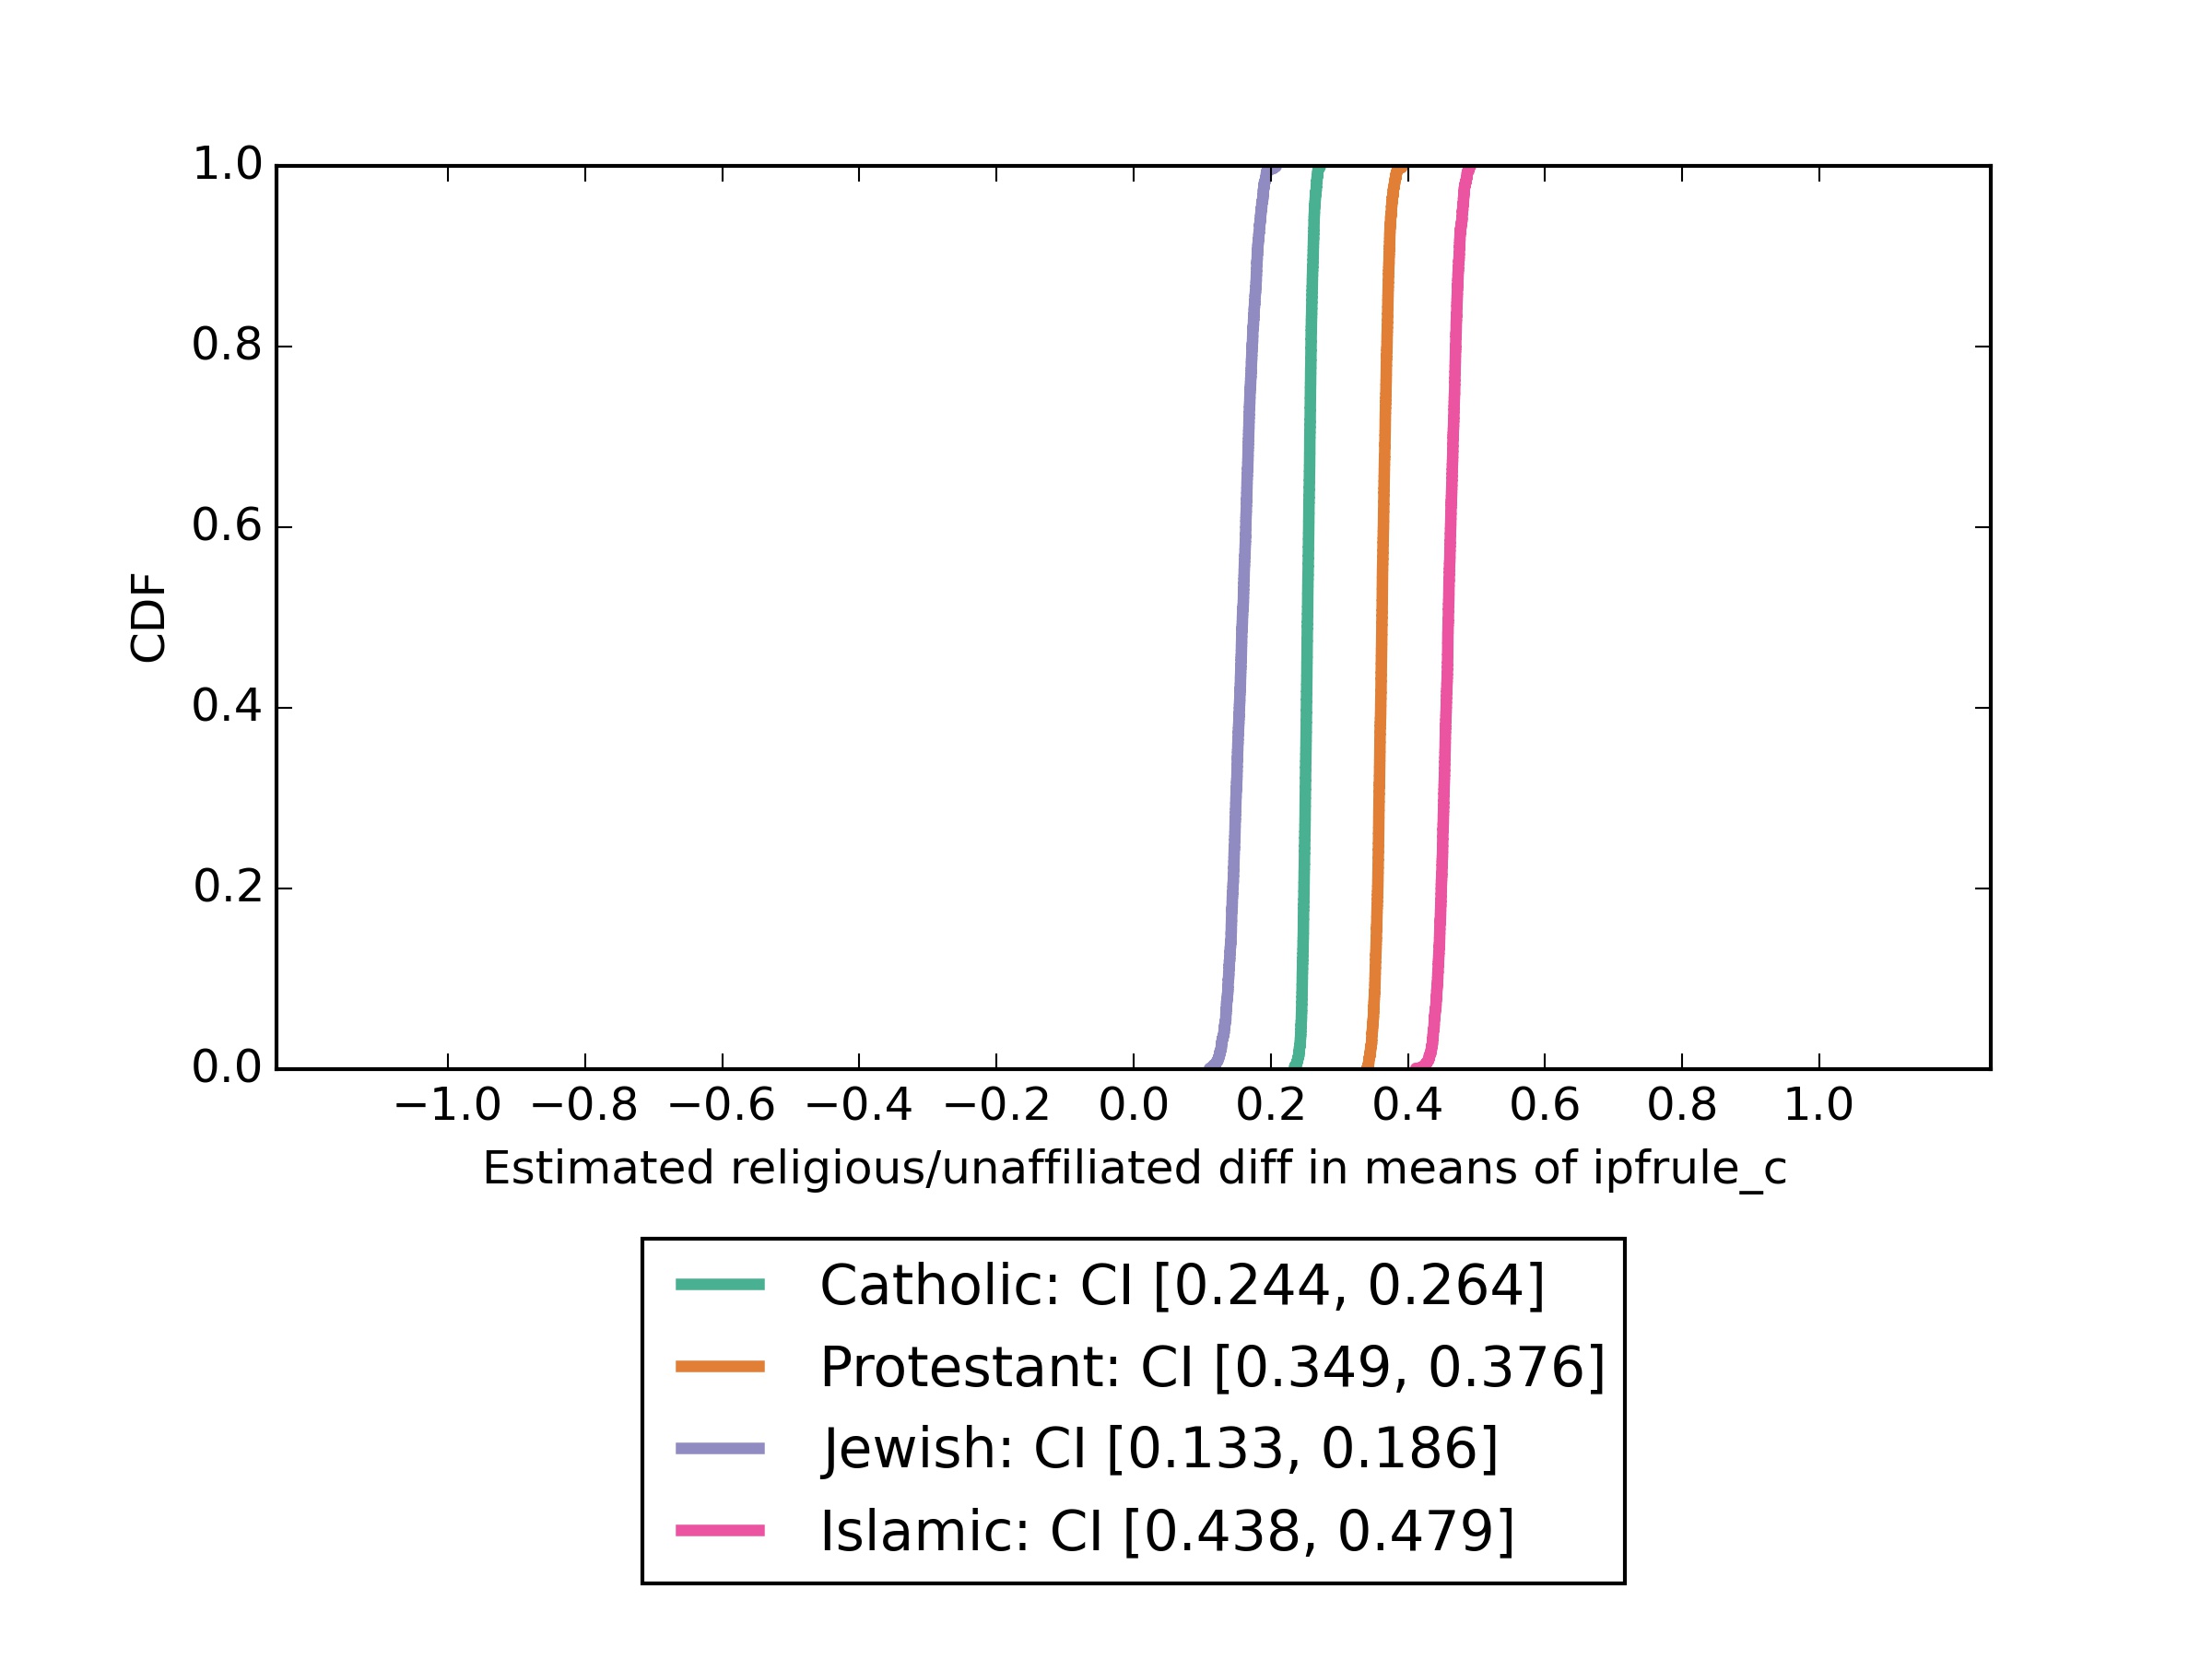 1.0
0.8
0.6
0.4
0.2
0.0
CDF
−1.0 −0.8 −0.6 −0.4 −0.2 0.0 0.2 0.4 0.6 0.8 1.0
Estimated religious/unaffiliated diff in means of ipfrule_c
Catholic: CI [0.244, 0.264]
Protestant: CI [0.349, 0.376]
Jewish: CI [0.133, 0.186]
Islamic: CI [0.438, 0.479]